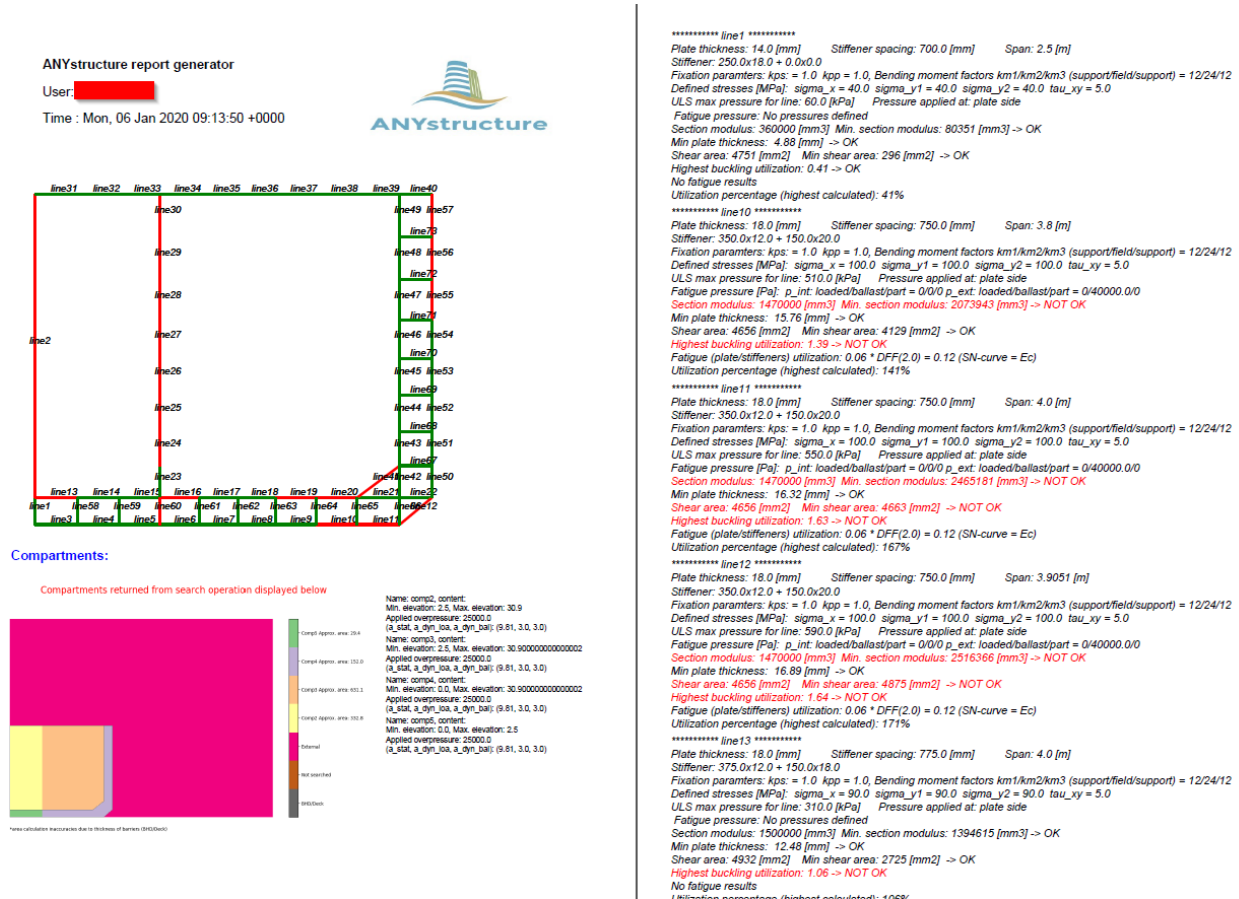 ANYstructure report generator
User:
Time : Mon, 06 Jan 2020 09:13:50 +0000
ANYstructure
line31 line32 line33 line34 line35 line36 line37 line38 line39 line40
line30 line49 line57
line73
line29 line48 line56
line72
line28 line47 line55
line71
line2 line27 line46 line54
line70
line26 line45 line53
line69
line25 line44 line52
line68
line24 line43 line51
line67
line23 line41 line42 line50
line13 line14 line15 line16 line17 line18 line19 line20 line21 line22
line1 line58 line59 line60 line61 line62 line63 line64 line65 line66 line12
line3 line4 line5 line6 line7 line8 line9 line10 line11
Compartments:
Compartments returned from search operation displayed below
Comp5 Approx. area: 29.4
Comp4 Approx. area: 152.0
Comp3 Approx. area: 651.1
Comp2 Approx. area: 352.8
External
Not searched
BHD/Deck
*area calculation inaccuracies due to thickness of barriers (BHD/Deck)
Name: comp2, content:
Min. elevation: 2.5, Max. elevation: 30.9
Applied overpressure: 25000.0
(a_stat, a_dyn_loa, a_dyn_bal): (9.81, 3.0, 3.0)
Name: comp3, content:
Min. elevation: 2.5, Max. elevation: 30.900000000000002
Applied overpressure: 25000.0
(a_stat, a_dyn_loa, a_dyn_bal): (9.81, 3.0, 3.0)
Name: comp4, content:
Min. elevation: 0.0, Max. elevation: 30.900000000000002
Applied overpressure: 25000.0
(a_stat, a_dyn_loa, a_dyn_bal): (9.81, 3.0, 3.0)
Name: comp5, content:
Min. elevation: 0.0, Max. elevation: 2.5
Applied overpressure: 25000.0
(a_stat, a_dyn_loa, a_dyn_bal): (9.81, 3.0, 3.0)
*********** line1 ***********
Plate thickness: 14.0 [mm] Stiffener spacing: 700.0 [mm] Span: 2.5 [m]
Stiffener: 250.0x18.0 + 0.0x0.0
Fixation paramters: kps: = 1.0 kpp = 1.0, Bending moment factors km1/km2/km3 (support/field/support) = 12/24/12
Defined stresses [MPa]: sigma_x = 40.0 sigma_y1 = 40.0 sigma_y2 = 40.0 tau_xy = 5.0
ULS max pressure for line: 60.0 [kPa] Pressure applied at: plate side
Fatigue pressure: No pressures defined
Section modulus: 360000 [mm3] Min. section modulus: 80351 [mm3] -> OK
Min plate thickness: 4.88 [mm] -> OK
Shear area: 4751 [mm2] Min shear area: 296 [mm2] -> OK
Highest buckling utilization: 0.41 -> OK
No fatigue results
Utilization percentage (highest calculated): 41%
*********** line10 ***********
Plate thickness: 18.0 [mm] Stiffener spacing: 750.0 [mm] Span: 3.8 [m]
Stiffener: 350.0x12.0 + 150.0x20.0
Fixation paramters: kps: = 1.0 kpp = 1.0, Bending moment factors km1/km2/km3 (support/field/support) = 12/24/12
Defined stresses [MPa]: sigma_x = 100.0 sigma_y1 = 100.0 sigma_y2 = 100.0 tau_xy = 5.0
ULS max pressure for line: 510.0 [kPa] Pressure applied at: plate side
Fatigue pressure [Pa]: p_int: loaded/ballast/part = 0/0/0 p_ext: loaded/ballast/part = 0/40000.0/0
Section modulus: 1470000 [mm3] Min. section modulus: 2073943 [mm3] -> NOT OK
Min plate thickness: 15.76 [mm] -> OK
Shear area: 4656 [mm2] Min shear area: 4129 [mm2] -> OK
Highest buckling utilization: 1.39 -> NOT OK
Fatigue (plate/stiffeners) utilization: 0.06 * DFF(2.0) = 0.12 (SN-curve = Ec)
Utilization percentage (highest calculated): 141%
*********** line11 ***********
Plate thickness: 18.0 [mm] Stiffener spacing: 750.0 [mm] Span: 4.0 [m]
Stiffener: 350.0x12.0 + 150.0x20.0
Fixation paramters: kps: = 1.0 kpp = 1.0, Bending moment factors km1/km2/km3 (support/field/support) = 12/24/12
Defined stresses [MPa]: sigma_x = 100.0 sigma_y1 = 100.0 sigma_y2 = 100.0 tau_xy = 5.0
ULS max pressure for line: 550.0 [kPa] Pressure applied at: plate side
Fatigue pressure [Pa]: p_int: loaded/ballast/part = 0/0/0 p_ext: loaded/ballast/part = 0/40000.0/0
Section modulus: 1470000 [mm3] Min. section modulus: 2465181 [mm3] -> NOT OK
Min plate thickness: 16.32 [mm] -> OK
Shear area: 4656 [mm2] Min shear area: 4663 [mm2] -> NOT OK
Highest buckling utilization: 1.63 -> NOT OK
Fatigue (plate/stiffeners) utilization: 0.06 * DFF(2.0) = 0.12 (SN-curve = Ec)
Utilization percentage (highest calculated): 167%
*********** line12 ***********
Plate thickness: 18.0 [mm] Stiffener spacing: 750.0 [mm] Span: 3.9051 [m]
Stiffener: 350.0x12.0 + 150.0x20.0
Fixation paramters: kps: = 1.0 kpp = 1.0, Bending moment factors km1/km2/km3 (support/field/support) = 12/24/12
Defined stresses [MPa]: sigma_x = 100.0 sigma_y1 = 100.0 sigma_y2 = 100.0 tau_xy = 5.0
ULS max pressure for line: 590.0 [kPa] Pressure applied at: plate side
Fatigue pressure [Pa]: p_int: loaded/ballast/part = 0/0/0 p_ext: loaded/ballast/part = 0/40000.0/0
Section modulus: 1470000 [mm3] Min. section modulus: 2516366 [mm3] -> NOT OK
Min plate thickness: 16.89 [mm] -> OK
Shear area: 4656 [mm2] Min shear area: 4875 [mm2] -> NOT OK
Highest buckling utilization: 1.64 -> NOT OK
Fatigue (plate/stiffeners) utilization: 0.06 * DFF(2.0) = 0.12 (SN-curve = Ec)
Utilization percentage (highest calculated): 171%
*********** line13 ***********
Plate thickness: 18.0 [mm] Stiffener spacing: 775.0 [mm] Span: 4.0 [m]
Stiffener: 375.0x12.0 + 150.0x18.0
Fixation paramters: kps: = 1.0 kpp = 1.0, Bending moment factors km1/km2/km3 (support/field/support) = 12/24/12
Defined stresses [MPa]: sigma_x = 90.0 sigma_y1 = 90.0 sigma_y2 = 90.0 tau_xy = 5.0
ULS max pressure for line: 310.0 [kPa] Pressure applied at: plate side
Fatigue pressure: No pressures defined
Section modulus: 1500000 [mm3] Min. section modulus: 1394615 [mm3] -> OK
Min plate thickness: 12.48 [mm] -> OK
Shear area: 4932 [mm2] Min shear area: 2725 [mm2] -> OK
Highest buckling utilization: 1.06 -> NOT OK
No fatigue results
Utilization percentage (highest calculated): 106%